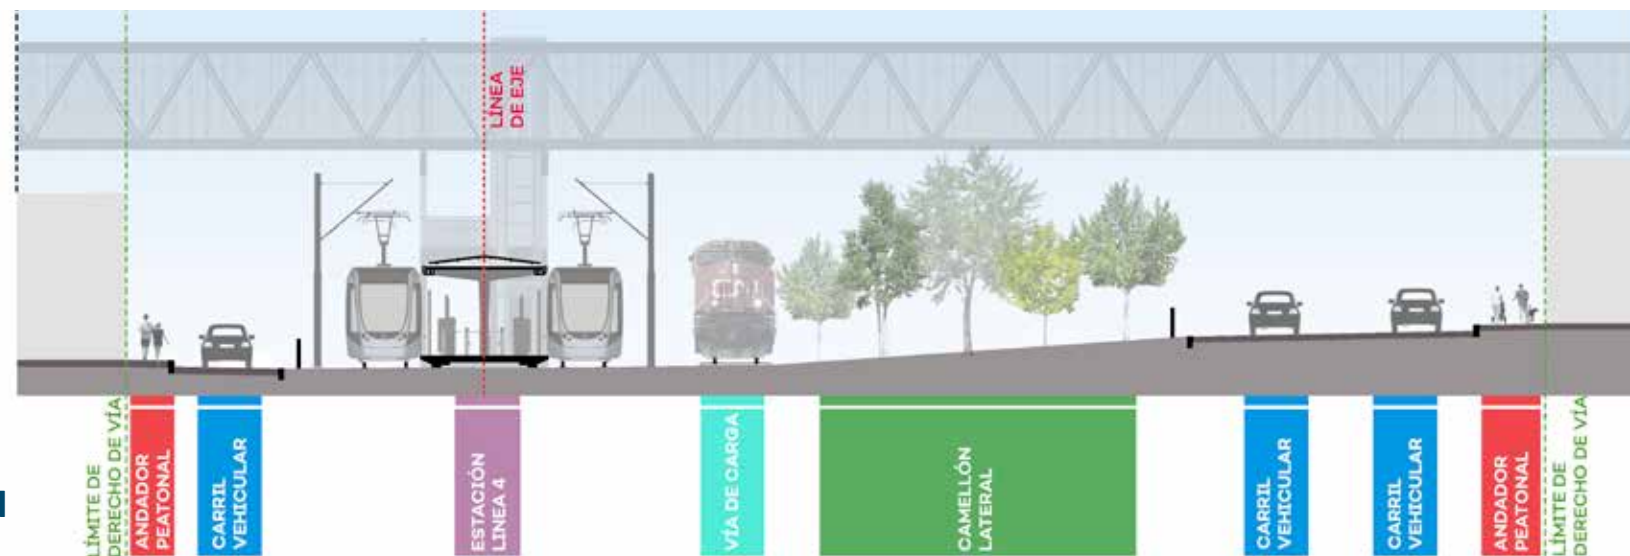 LÍNEA
DE EJE
LÍMITE DE
DERECHO DE VÍA
ANDADOR
PEATONAL
CARRIL
VEHICULAR
ESTACIÓN
LINEA 4
VÍA DE CARGA
CAMELLÓN
LATERAL
CARRIL
VEHICULAR
CARRIL
VEHICULAR
ANDADOR
PEATONAL
LÍMITE DE
DERECHO DE VÍA